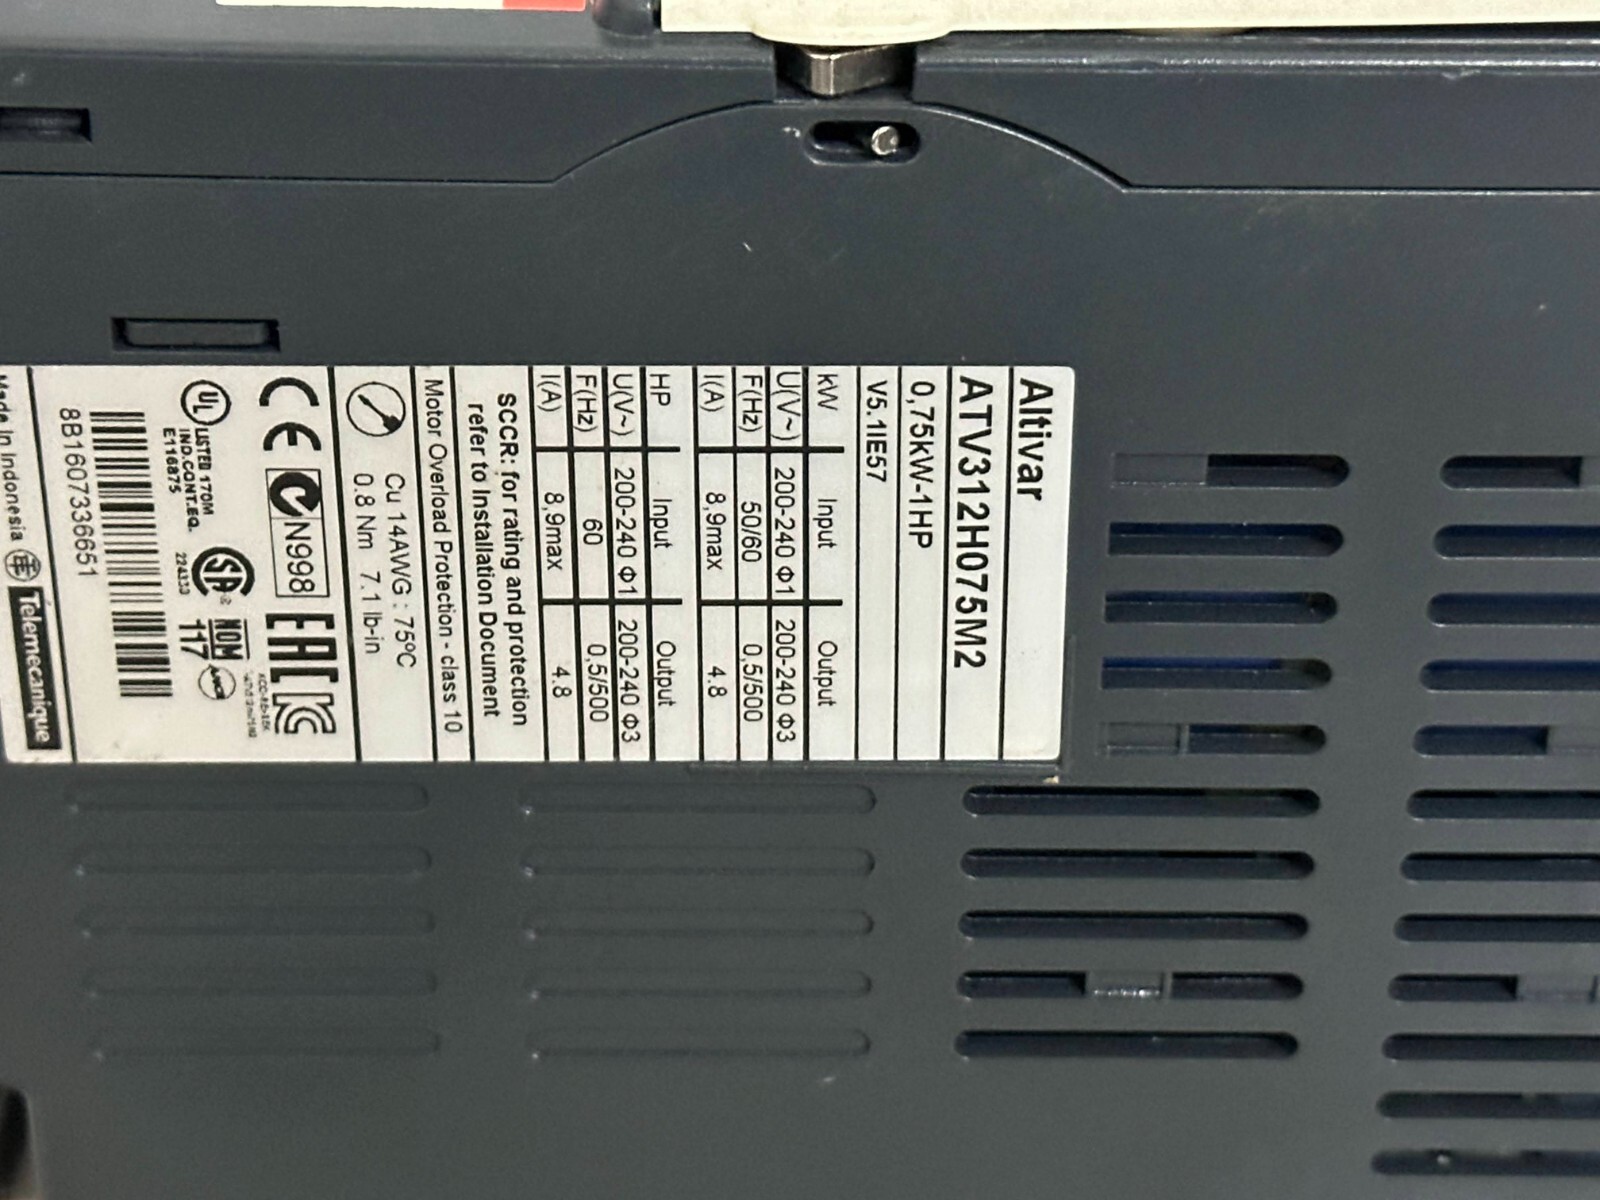 Altivar
ATV312H075M2
0,75kW-1HP
V5.1IE57
kW Input Output
U(V~) 200-240 Φ1 200-240 Φ3
F(Hz) 50/60 0,5/500
I(A) 8,9max 4.8
HP Input Output
U(V~) 200-240 Φ1 200-240 Φ3
F(Hz) 60 0,5/500
I(A) 8,9max 4.8
SCCR: for rating and protection
refer to Installation Document
Motor Overload Protection - class 10
Cu 14AWG : 75°C
0.8 Nm 7.1 lb-in
CE N998 EAC
UL LISTED 170M
IND.CONT.EQ.
E116875
SA
224333
NOM
117
8B1607336651
Made in Indonesia Telemecanique